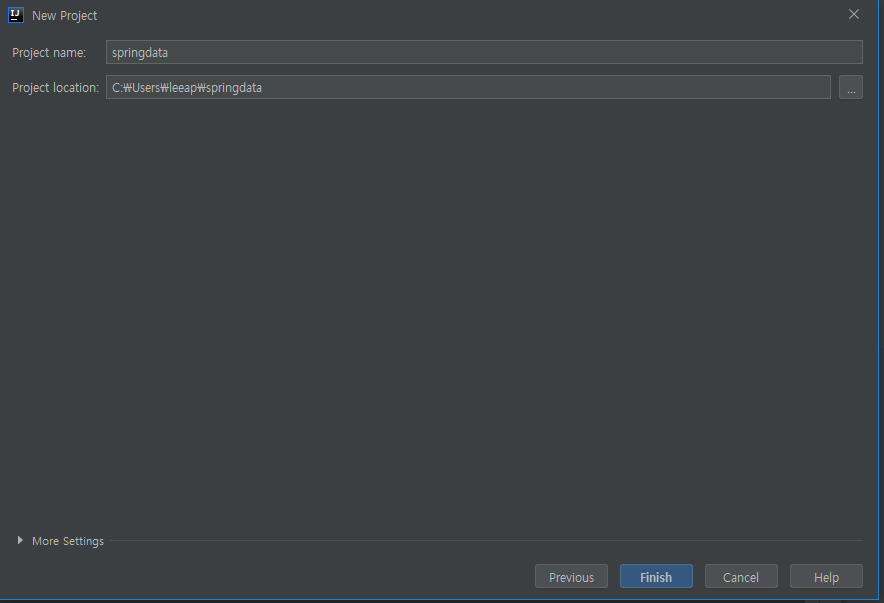 IJ
New Project
Project name: springdata
Project location: C:₩Users₩leeap₩springdata ...
More Settings
Previous Finish Cancel Help